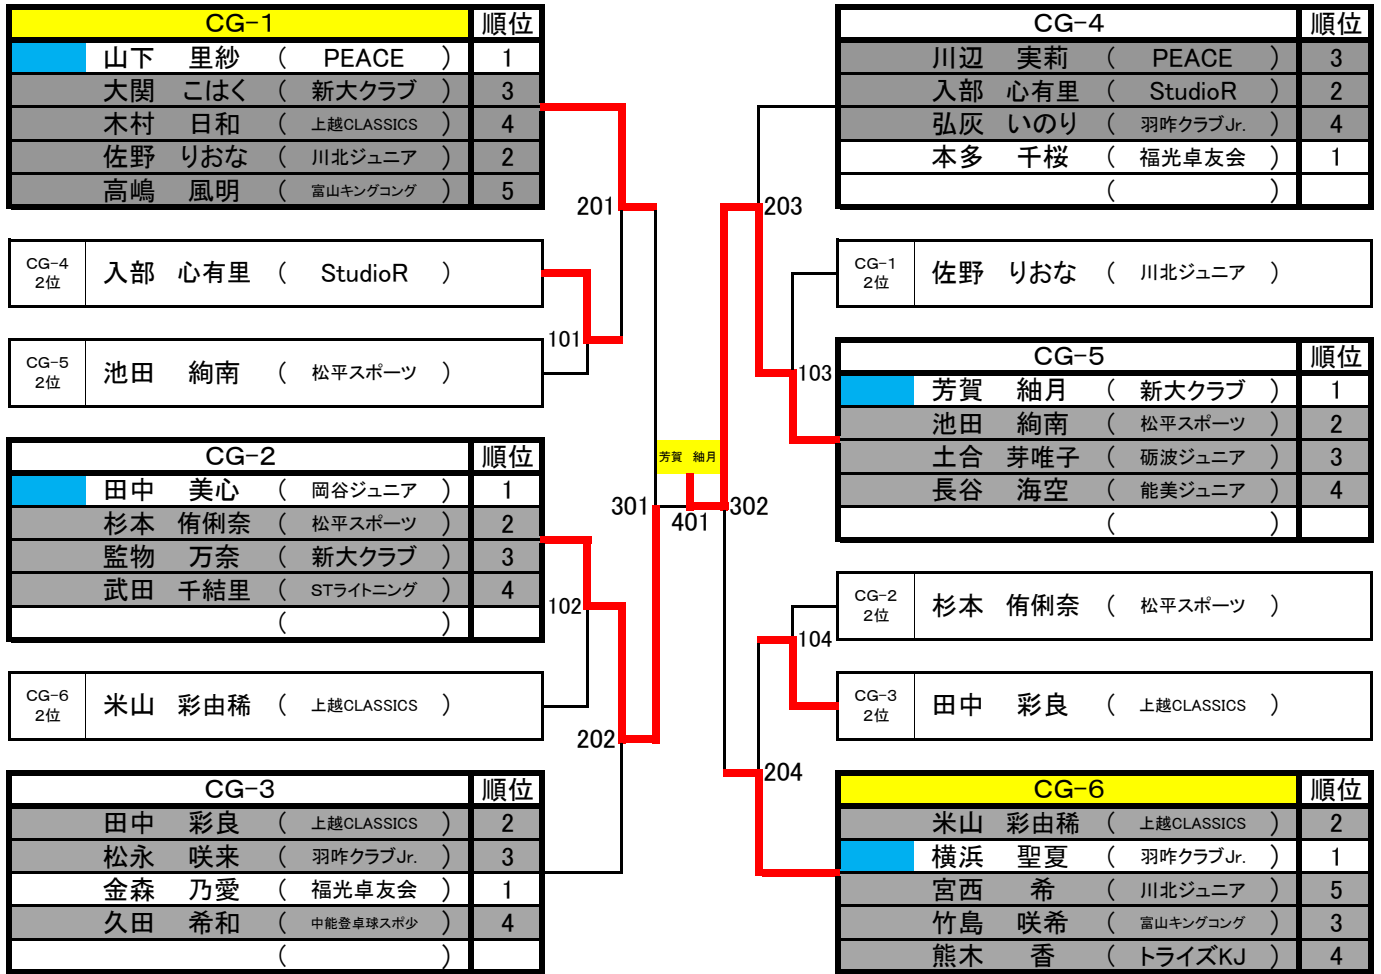 CG-1 順位
山下 里紗 ( PEACE ) 1
大関 こはく ( 新大クラブ ) 3
木村 日和 ( 上越CLASSICS ) 4
佐野 りおな ( 川北ジュニア ) 2
高嶋 風明 ( 富山キングコング ) 5
CG-4 2位 入部 心有里 ( StudioR )
CG-5 2位 池田 絢南 ( 松平スポーツ )
CG-2 順位
田中 美心 ( 岡谷ジュニア ) 1
杉本 侑俐奈 ( 松平スポーツ ) 2
監物 万奈 ( 新大クラブ ) 3
武田 千結里 ( STライトニング ) 4
( )
CG-6 2位 米山 彩由稀 ( 上越CLASSICS )
CG-3 順位
田中 彩良 ( 上越CLASSICS ) 2
松永 咲来 ( 羽咋クラブJr. ) 3
金森 乃愛 ( 福光卓友会 ) 1
久田 希和 ( 中能登卓球スポ少 ) 4
( )
201
101
102
202
301
芳賀 紬月
401
302
203
103
104
204
CG-4 順位
川辺 実莉 ( PEACE ) 3
入部 心有里 ( StudioR ) 2
弘灰 いのり ( 羽咋クラブJr. ) 4
本多 千桜 ( 福光卓友会 ) 1
( )
CG-1 2位 佐野 りおな ( 川北ジュニア )
CG-5 順位
芳賀 紬月 ( 新大クラブ ) 1
池田 絢南 ( 松平スポーツ ) 2
土合 芽唯子 ( 砺波ジュニア ) 3
長谷 海空 ( 能美ジュニア ) 4
( )
CG-2 2位 杉本 侑俐奈 ( 松平スポーツ )
CG-3 2位 田中 彩良 ( 上越CLASSICS )
CG-6 順位
米山 彩由稀 ( 上越CLASSICS ) 2
横浜 聖夏 ( 羽咋クラブJr. ) 1
宮西 希 ( 川北ジュニア ) 5
竹島 咲希 ( 富山キングコング ) 3
熊木 香 ( トライズKJ ) 4